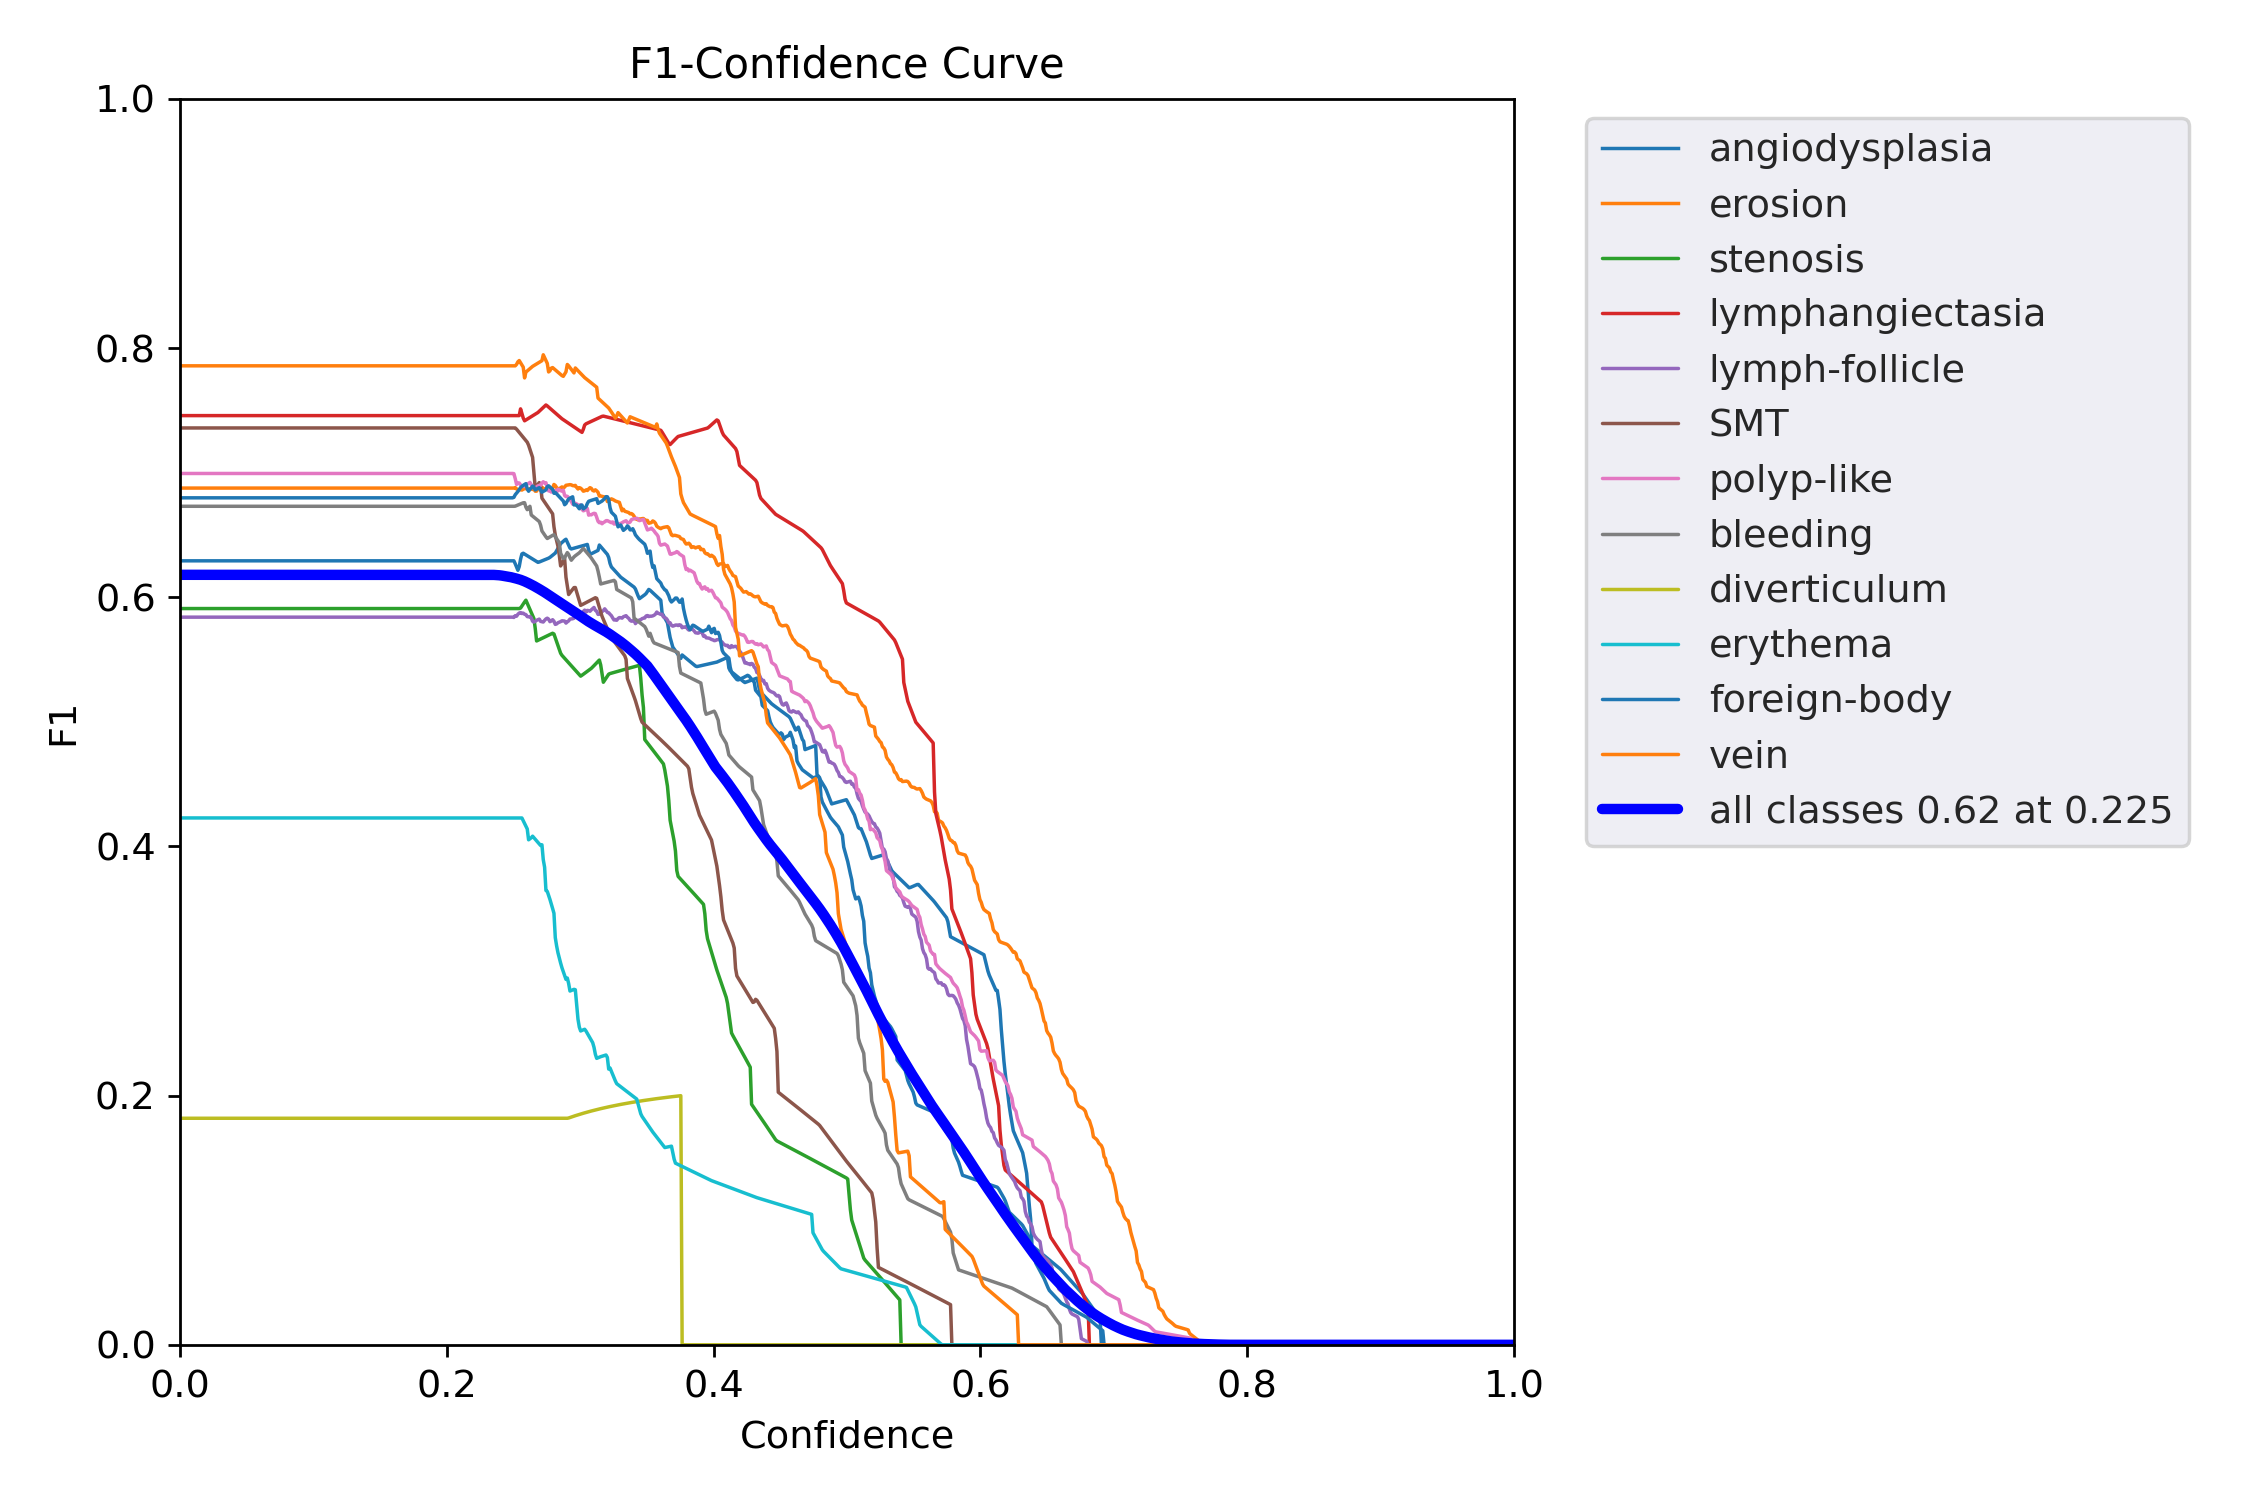 F1-Confidence Curve
1.0
0.8
0.6
0.4
0.2
0.0
F1
0.0 0.2 0.4 0.6 0.8 1.0
Confidence
angiodysplasia
erosion
stenosis
lymphangiectasia
lymph-follicle
SMT
polyp-like
bleeding
diverticulum
erythema
foreign-body
vein
all classes 0.62 at 0.225